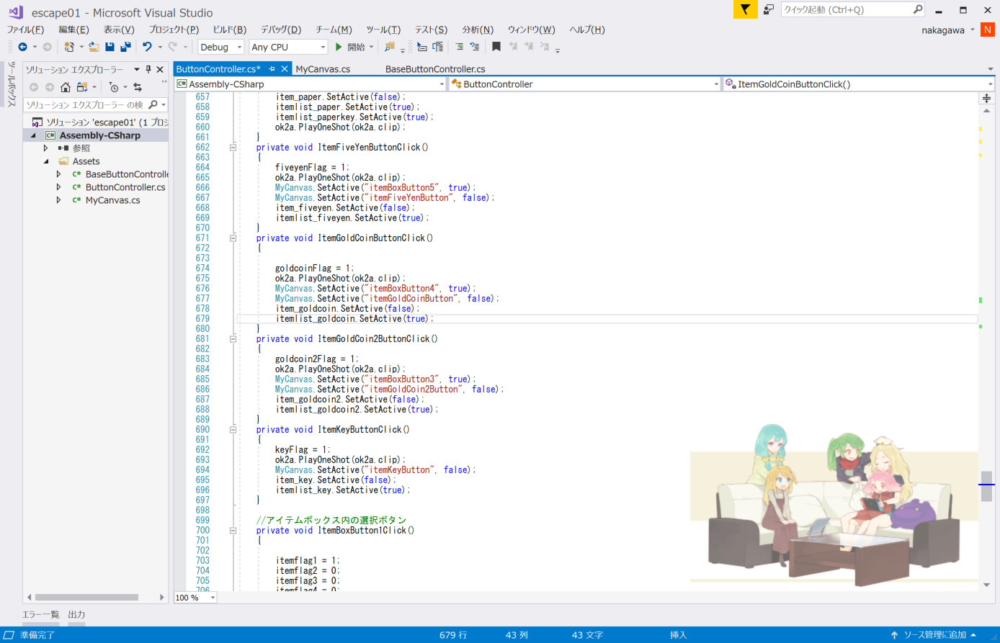 escape01 - Microsoft Visual Studio
クイック起動 (Ctrl+Q)
ファイル(F) 編集(E) 表示(V) プロジェクト(P) ビルド(B) デバッグ(D) チーム(M) ツール(T) テスト(S) 分析(N) ウィンドウ(W) ヘルプ(H)
nakagawa N
Debug Any CPU 開始
ツールボックス
ソリューション エクスプローラー
ソリューション エクスプローラー の検
ソリューション 'escape01' (1 プロジ
Assembly-CSharp
参照
Assets
C# BaseButtonControlle
C# ButtonController.cs
C# MyCanvas.cs
ButtonController.cs* MyCanvas.cs BaseButtonController.cs
C# Assembly-CSharp ButtonController ItemGoldCoinButtonClick()
657 item_paper.SetActive(false);
658 itemlist_paper.SetActive(true);
659 itemlist_paperkey.SetActive(true);
660 ok2a.PlayOneShot(ok2a.clip);
661 }
662 private void ItemFiveYenButtonClick()
663 {
664 fiveyenFlag = 1;
665 ok2a.PlayOneShot(ok2a.clip);
666 MyCanvas.SetActive("itemBoxButton5", true);
667 MyCanvas.SetActive("itemFiveYenButton", false);
668 item_fiveyen.SetActive(false);
669 itemlist_fiveyen.SetActive(true);
670 }
671 private void ItemGoldCoinButtonClick()
672 {
673
674 goldcoinFlag = 1;
675 ok2a.PlayOneShot(ok2a.clip);
676 MyCanvas.SetActive("itemBoxButton4", true);
677 MyCanvas.SetActive("itemGoldCoinButton", false);
678 item_goldcoin.SetActive(false);
679 itemlist_goldcoin.SetActive(true);
680 }
681 private void ItemGoldCoin2ButtonClick()
682 {
683 goldcoin2Flag = 1;
684 ok2a.PlayOneShot(ok2a.clip);
685 MyCanvas.SetActive("itemBoxButton3", true);
686 MyCanvas.SetActive("itemGoldCoin2Button", false);
687 item_goldcoin2.SetActive(false);
688 itemlist_goldcoin2.SetActive(true);
689 }
690 private void ItemKeyButtonClick()
691 {
692 keyFlag = 1;
693 ok2a.PlayOneShot(ok2a.clip);
694 MyCanvas.SetActive("itemKeyButton", false);
695 item_key.SetActive(false);
696 itemlist_key.SetActive(true);
697 }
698
699 //アイテムボックス内の選択ボタン
700 private void ItemBoxButton1Click()
701 {
702
703 itemflag1 = 1;
704 itemflag2 = 0;
705 itemflag3 = 0;
706 itemflag4 = 0;
100 %
エラー一覧 出力
準備完了 679 行 43 列 43 文字 挿入 ソース管理に追加